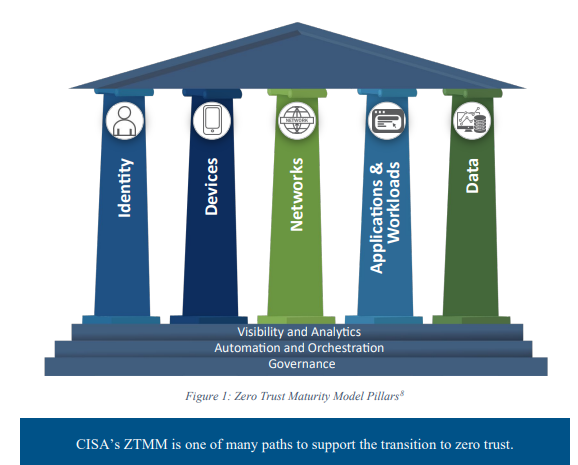 NETWORK
Identity
Devices
Networks
Applications &
Workloads
Data
Visibility and Analytics
Automation and Orchestration
Governance
Figure 1: Zero Trust Maturity Model Pillars⁸
CISA's ZTMM is one of many paths to support the transition to zero trust.